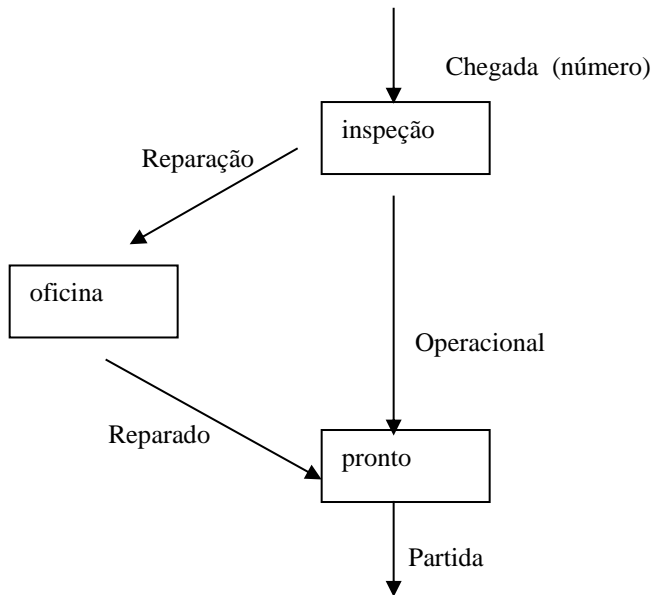 Chegada (número)
inspeção
Reparação
oficina
Operacional
Reparado
pronto
Partida